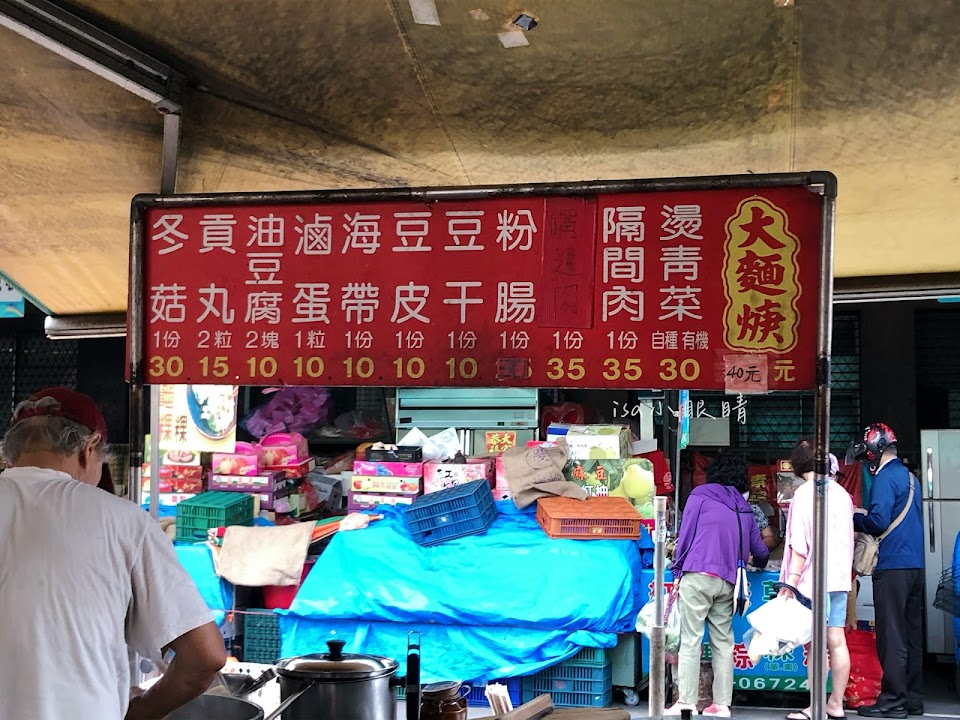 大麵焿
40元
燙青菜
自種 有機
30
隔間肉
1份
35
1份
35
粉腸
1份
豆干
1份
10
豆皮
1份
10
海帶
1份
10
滷蛋
1粒
10
油豆腐
2塊
10
貢丸
2粒
15
冬菇
1份
30
元
粿
isa小眼睛
-06724